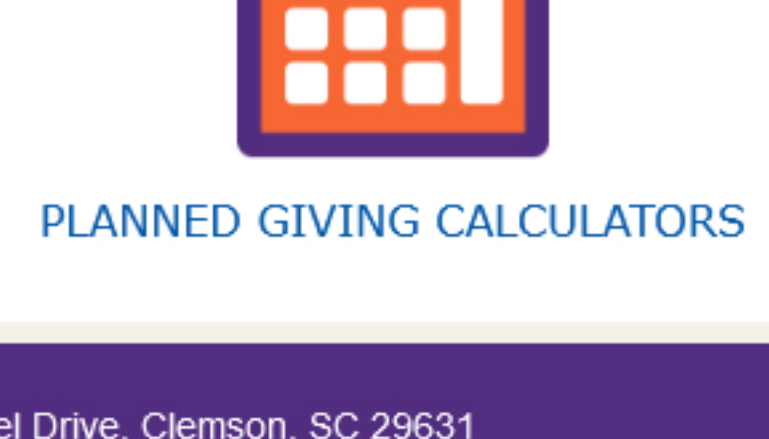 PLANNED GIVING CALCULATORS
el Drive, Clemson, SC 29631